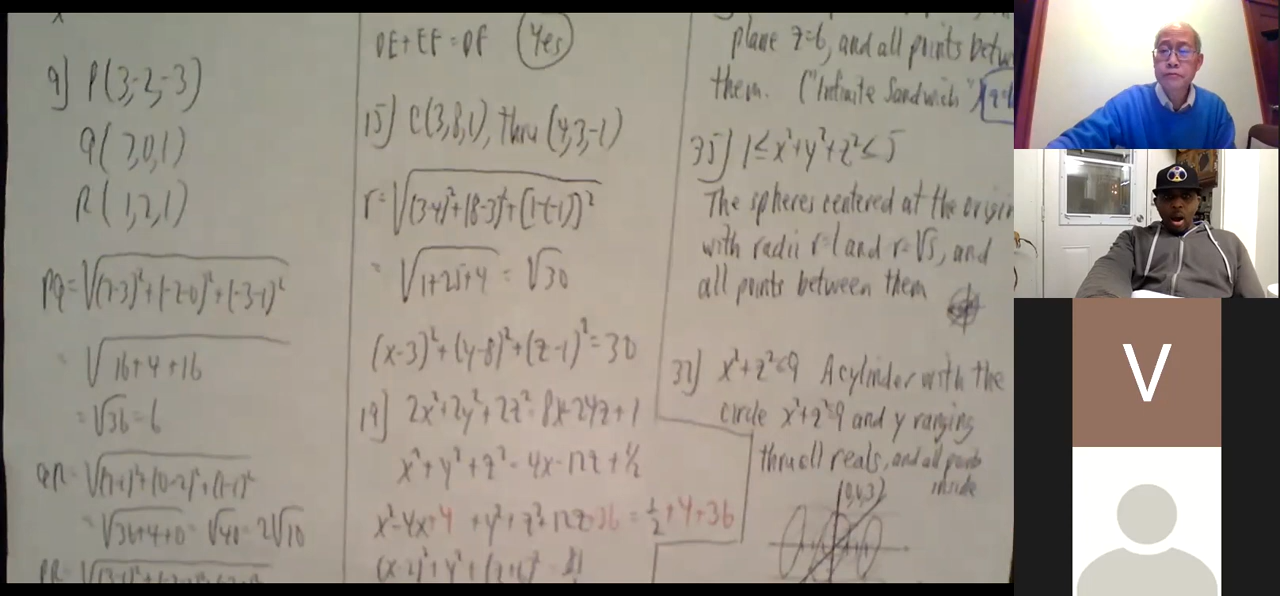 9) P(3,-2,-3)
Q(7,0,1)
R(1,2,1)
PQ=√(7-3)²+(-2-0)²+(-3-1)²
=√16+4+16
=√36=6
QR=√(7-1)²+(0-2)²+(1-1)²
=√36+4+0=√40=2√10
DE+EF=DF Yes
15) C(3,8,1), thru (4,3,-1)
r=√(3-4)²+(8-3)²+[1-(-1)]²
=√1+25+4=√30
(x-3)²+(y-8)²+(z-1)²=30
19) 2x²+2y²+2z²=8x-24z+1
x²+y²+z²=4x-12z+½
x²-4x+4 +y²+z²+12z+36=½+4+36
plane z=6, and all points betw
them. ("Infinite Sandwich")
35) 1≤x²+y²+z²≤5
The spheres centered at the origin
with radii r=1 and r=√5, and
all points between them
37) x²+z²≤9 A cylinder with the
circle x²+z²=9 and y ranging
thru all reals, and all points
inside
(0,y,3)
V